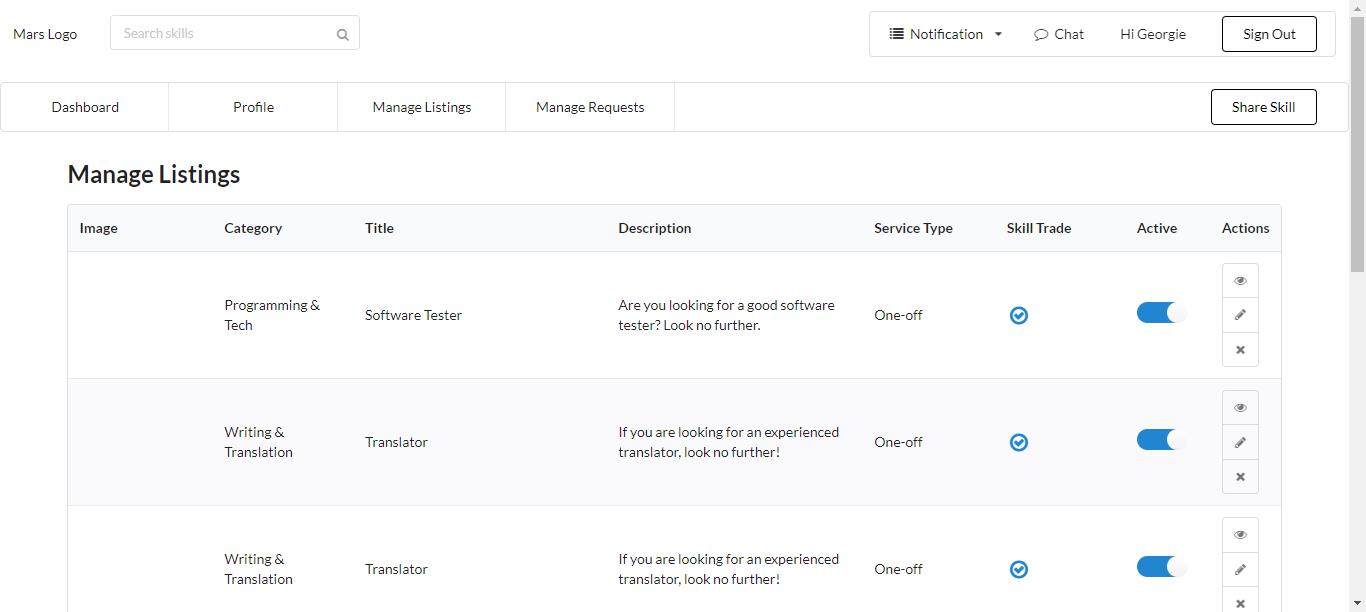 Mars Logo
Search skills
Notification
Chat
Hi Georgie
Sign Out
Dashboard
Profile
Manage Listings
Manage Requests
Share Skill
Manage Listings
Image
Category
Title
Description
Service Type
Skill Trade
Active
Actions
Programming &
Tech
Software Tester
Are you looking for a good software
tester? Look no further.
One-off
Writing &
Translation
Translator
If you are looking for an experienced
translator, look no further!
One-off
Writing &
Translation
Translator
If you are looking for an experienced
translator, look no further!
One-off